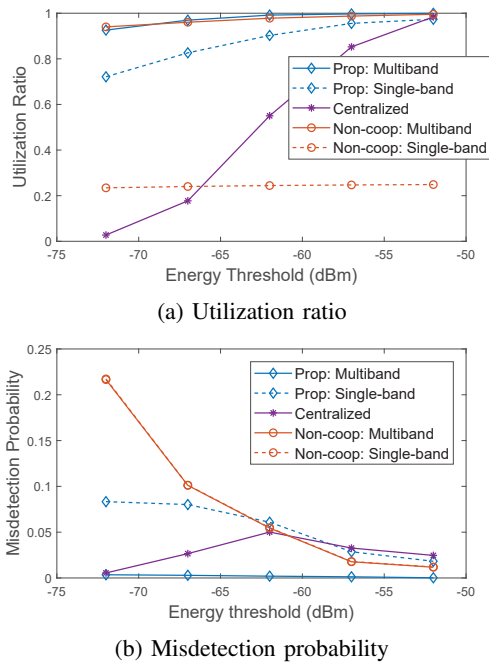 1
0.8
0.6
0.4
0.2
0
Utilization Ratio
Prop: Multiband
Prop: Single-band
Centralized
Non-coop: Multiband
Non-coop: Single-band
-75 -70 -65 -60 -55 -50
Energy Threshold (dBm)
(a) Utilization ratio
0.25
0.2
0.15
0.1
0.05
0
Misdetection Probability
Prop: Multiband
Prop: Single-band
Centralized
Non-coop: Multiband
Non-coop: Single-band
-75 -70 -65 -60 -55 -50
Energy threshold (dBm)
(b) Misdetection probability